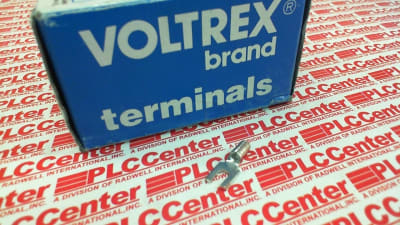 VOLTREX®
brand
terminals
PLCCenter
A DIVISION OF RADWELL INTERNATIONAL, INC.